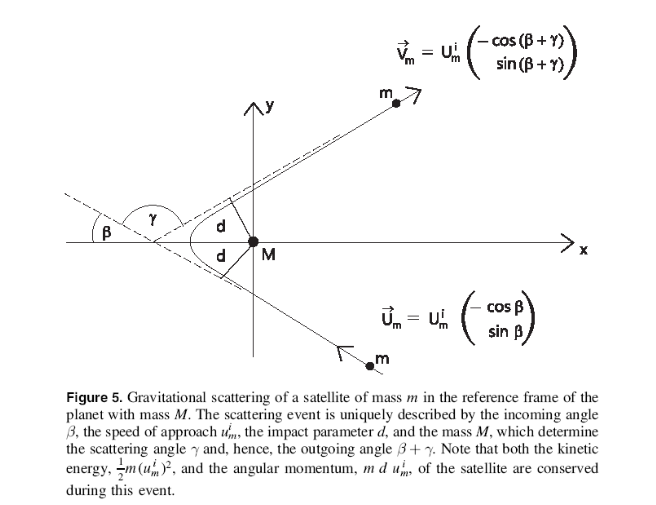 V⃗ₘ = Uⁱₘ (− cos (β + γ)
sin (β + γ))
m
y
γ
β
d
d
M
x
U⃗ₘ = Uⁱₘ (− cos β
sin β)
m
Figure 5. Gravitational scattering of a satellite of mass m in the reference frame of the
planet with mass M. The scattering event is uniquely described by the incoming angle
β, the speed of approach uⁱₘ, the impact parameter d, and the mass M, which determine
the scattering angle γ and, hence, the outgoing angle β + γ. Note that both the kinetic
energy, ½m(uⁱₘ)², and the angular momentum, m d uⁱₘ, of the satellite are conserved
during this event.